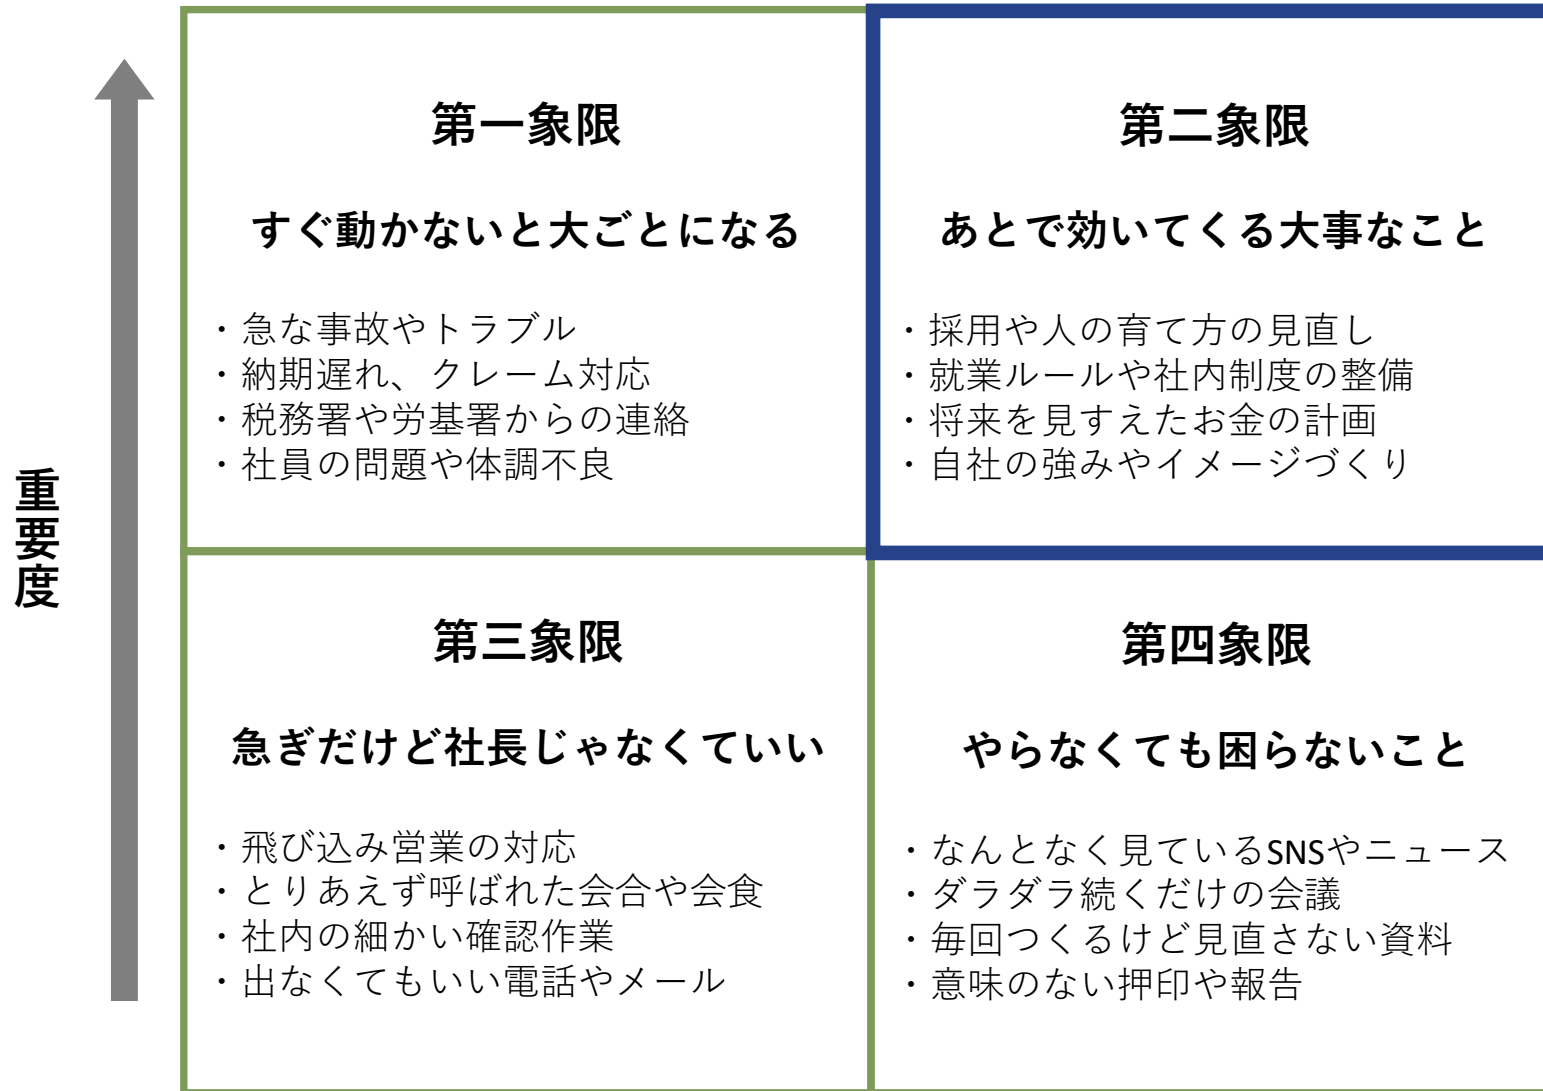 重要度
第一象限
すぐ動かないと大ごとになる
・急な事故やトラブル
・納期遅れ、クレーム対応
・税務署や労基署からの連絡
・社員の問題や体調不良
第二象限
あとで効いてくる大事なこと
・採用や人の育て方の見直し
・就業ルールや社内制度の整備
・将来を見すえたお金の計画
・自社の強みやイメージづくり
第三象限
急ぎだけど社長じゃなくていい
・飛び込み営業の対応
・とりあえず呼ばれた会合や会食
・社内の細かい確認作業
・出なくてもいい電話やメール
第四象限
やらなくても困らないこと
・なんとなく見ているSNSやニュース
・ダラダラ続くだけの会議
・毎回つくるけど見直さない資料
・意味のない押印や報告